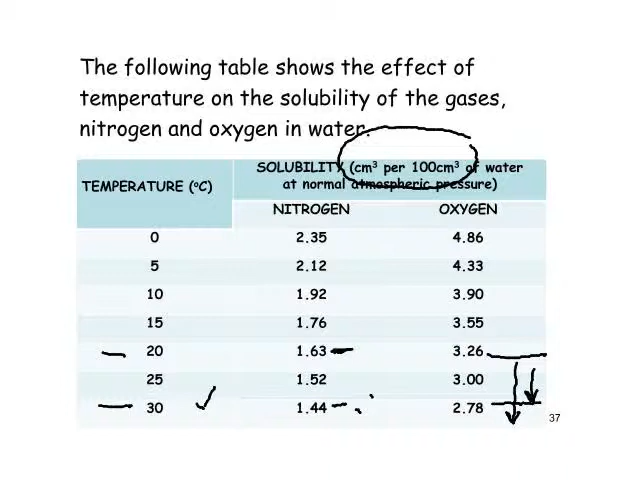 The following table shows the effect of
temperature on the solubility of the gases,
nitrogen and oxygen in water.
TEMPERATURE (⁰C) SOLUBILITY (cm³ per 100cm³ of water
at normal atmospheric pressure)
NITROGEN OXYGEN
0 2.35 4.86
5 2.12 4.33
10 1.92 3.90
15 1.76 3.55
20 1.63 3.26
25 1.52 3.00
30 1.44 2.78
37